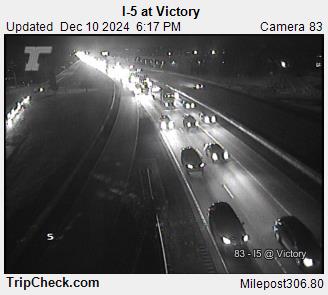 I-5 at Victory
Updated Dec 10 2024 6:17 PM Camera 83
T
S
83 - I5 @ Victory
TripCheck.com Milepost306.80